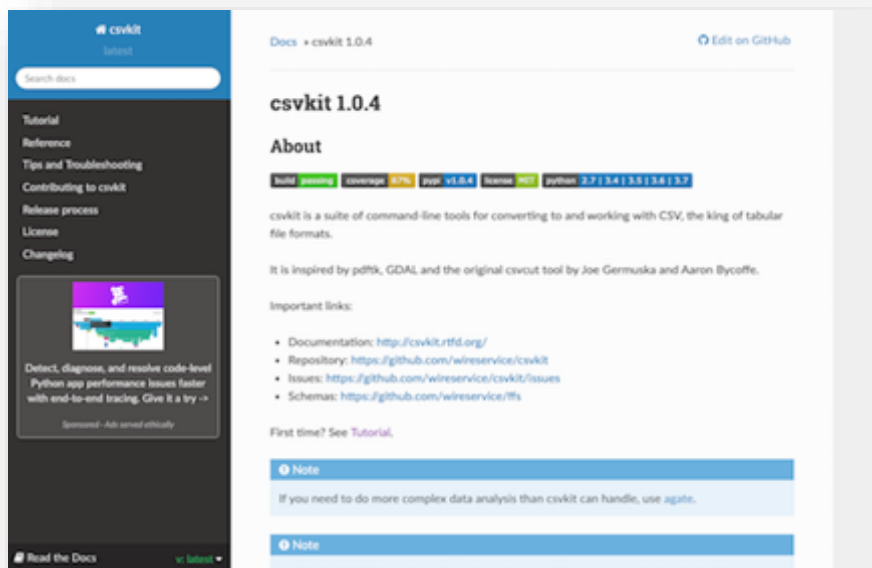 csvkit
latest
Search docs
Tutorial
Reference
Tips and Troubleshooting
Contributing to csvkit
Release process
License
Changelog
Detect, diagnose, and resolve code-level
Python app performance issues faster
with end-to-end tracing. Give it a try ->
Sponsored · Ads served ethically
Read the Docs
v: latest
Docs » csvkit 1.0.4
Edit on GitHub
csvkit 1.0.4
About
build passing coverage 87% pypi v1.0.4 license MIT python 2.7 | 3.4 | 3.5 | 3.6 | 3.7
csvkit is a suite of command-line tools for converting to and working with CSV, the king of tabular
file formats.
It is inspired by pdftk, GDAL and the original csvcut tool by Joe Germuska and Aaron Bycoffe.
Important links:
• Documentation: http://csvkit.rtfd.org/
• Repository: https://github.com/wireservice/csvkit
• Issues: https://github.com/wireservice/csvkit/issues
• Schemas: https://github.com/wireservice/ffs
First time? See Tutorial.
Note
If you need to do more complex data analysis than csvkit can handle, use agate.
Note